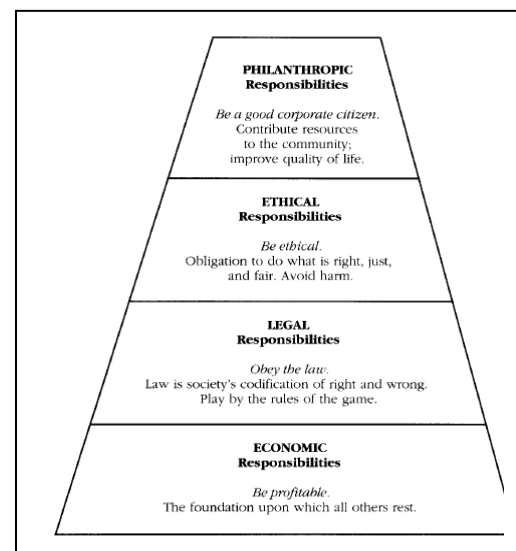 PHILANTHROPIC
Responsibilities
Be a good corporate citizen.
Contribute resources
to the community;
improve quality of life.
ETHICAL
Responsibilities
Be ethical.
Obligation to do what is right, just,
and fair. Avoid harm.
LEGAL
Responsibilities
Obey the law.
Law is society's codification of right and wrong.
Play by the rules of the game.
ECONOMIC
Responsibilities
Be profitable.
The foundation upon which all others rest.